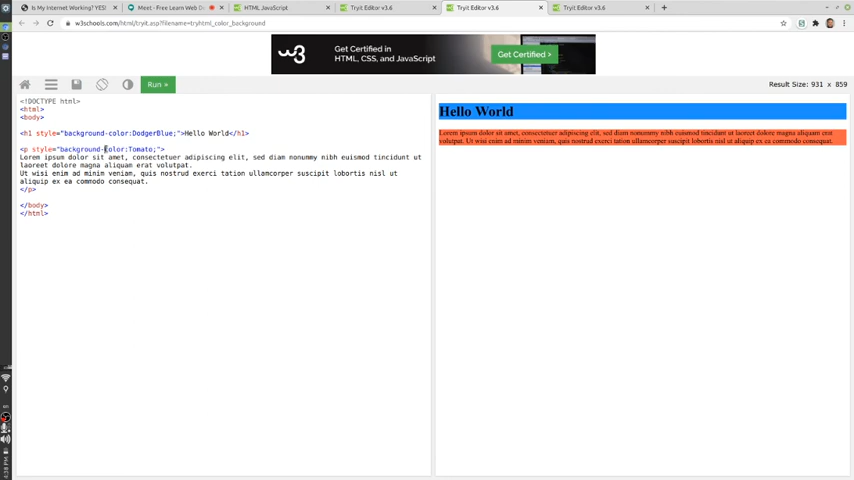 Is My Internet Working? YES!
Meet - Free Learn Web De
HTML JavaScript
Tryit Editor v3.6
Tryit Editor v3.6
Tryit Editor v3.6
w3schools.com/html/tryit.asp?filename=tryhtml_color_background
Get Certified in
HTML, CSS, and JavaScript
Get Certified >
Run »
Result Size: 931 x 859
<!DOCTYPE html>
<html>
<body>
<h1 style="background-color:DodgerBlue;">Hello World</h1>
<p style="background-color:Tomato;">
Lorem ipsum dolor sit amet, consectetuer adipiscing elit, sed diam nonummy nibh euismod tincidunt ut
laoreet dolore magna aliquam erat volutpat.
Ut wisi enim ad minim veniam, quis nostrud exerci tation ullamcorper suscipit lobortis nisl ut
aliquip ex ea commodo consequat.
</p>
</body>
</html>
Hello World
Lorem ipsum dolor sit amet, consectetuer adipiscing elit, sed diam nonummy nibh euismod tincidunt ut laoreet dolore magna aliquam erat
volutpat. Ut wisi enim ad minim veniam, quis nostrud exerci tation ullamcorper suscipit lobortis nisl ut aliquip ex ea commodo consequat.
4:38 PM